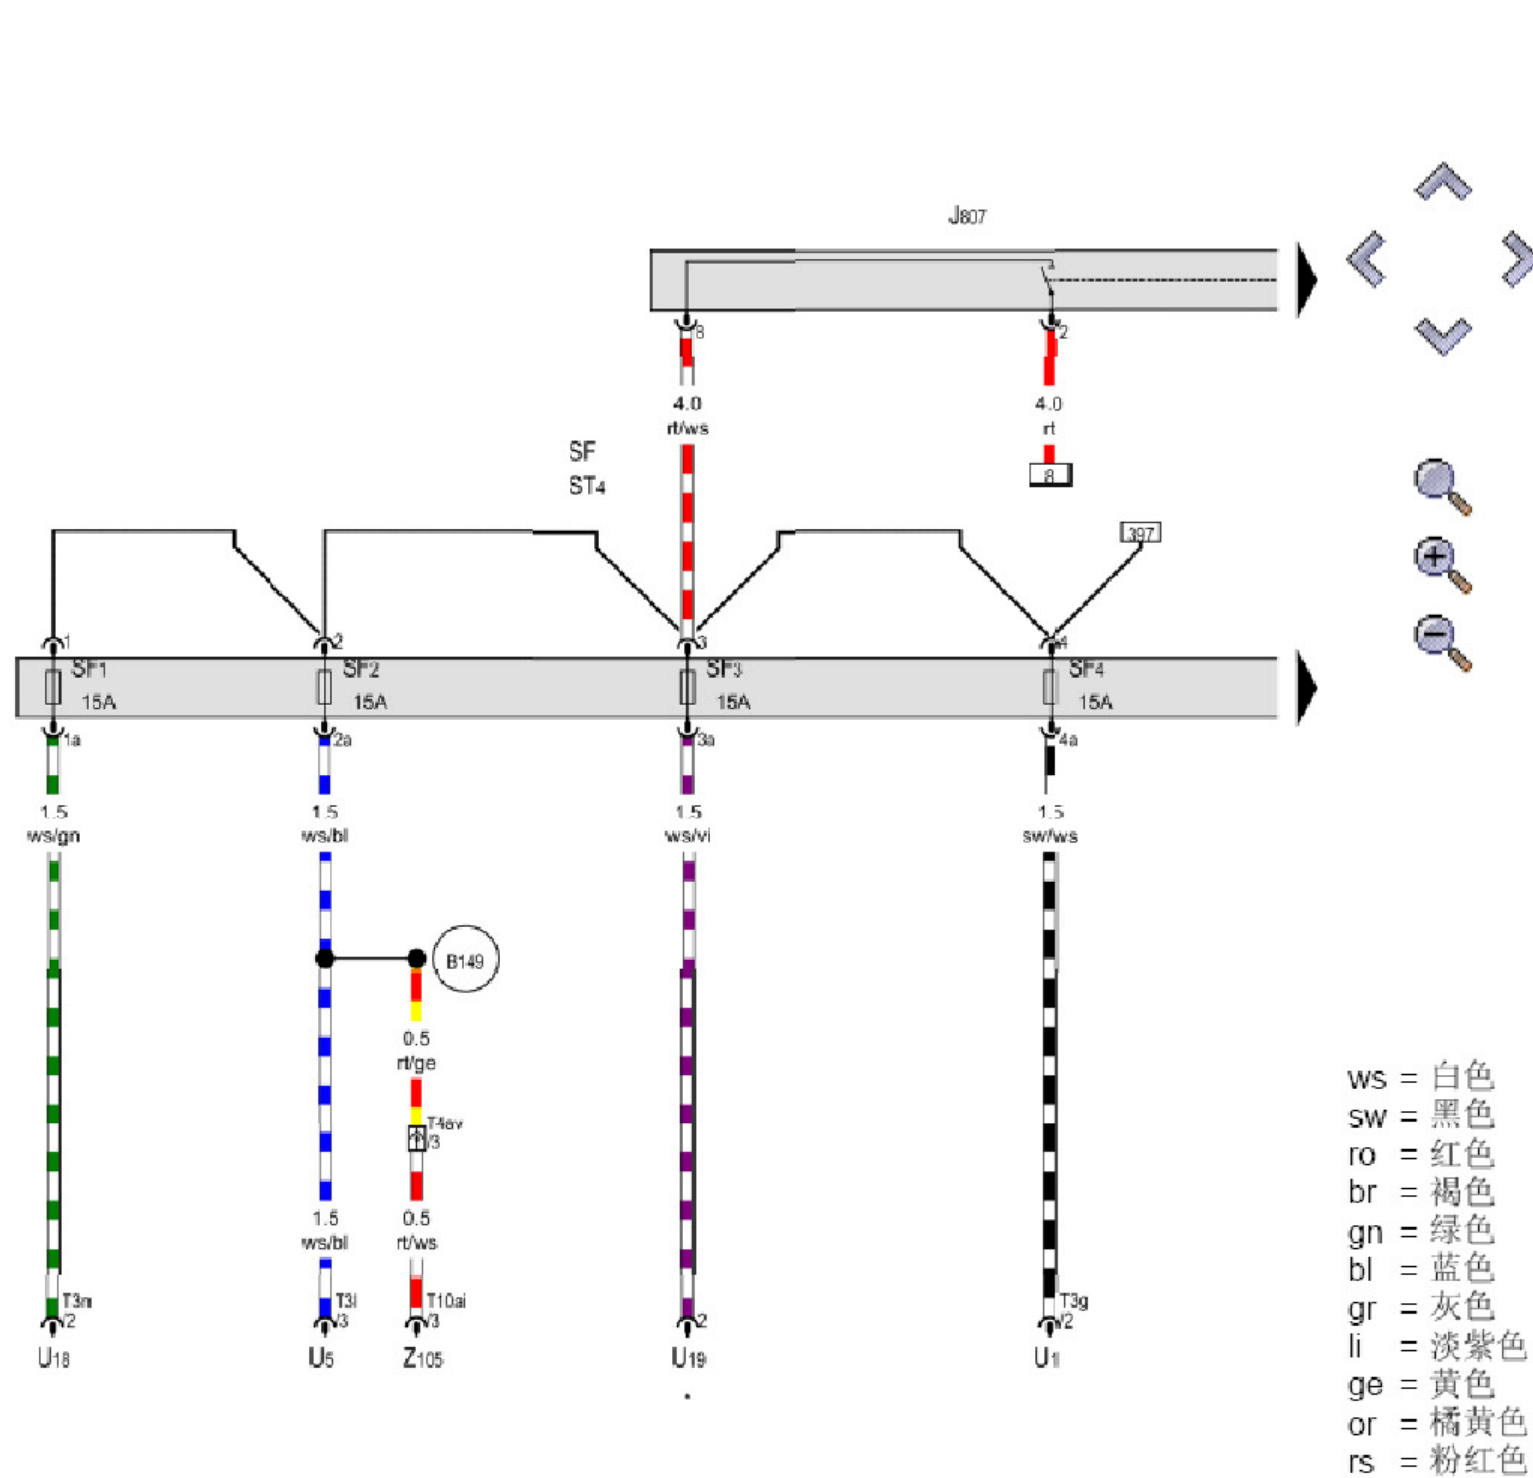 J807
8
2
4.0
rt/ws
4.0
rt
SF
ST4
8
397
1
2
3
4
SF1
15A
SF2
15A
SF3
15A
SF4
15A
1a
2a
3a
4a
1.5
ws/gn
1.5
ws/bl
1.5
ws/vi
1.5
sw/ws
B149
0.5
rt/ge
T4av
/3
1.5
ws/bl
0.5
rt/ws
T3l
/3
T10ai
/3
2
T3g
/2
/2
U18
U5
Z105
U19
U1
ws = 白色
sw = 黑色
ro = 红色
br = 褐色
gn = 绿色
bl = 蓝色
gr = 灰色
li = 淡紫色
ge = 黄色
or = 橘黄色
rs = 粉红色